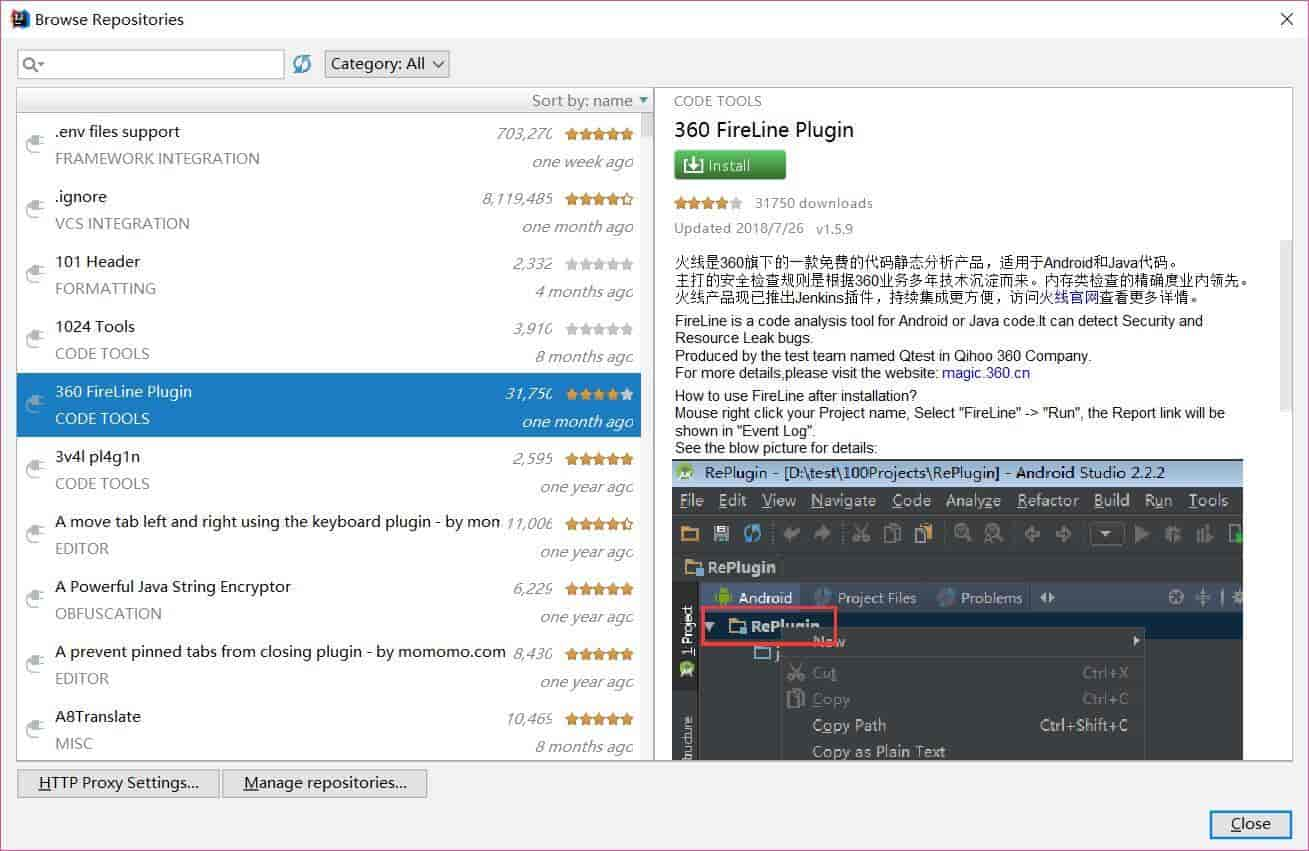 Browse Repositories
Category: All
Sort by: name
.env files support 703,270
FRAMEWORK INTEGRATION one week ago
.ignore 8,119,485
VCS INTEGRATION one month ago
101 Header 2,332
FORMATTING 4 months ago
1024 Tools 3,910
CODE TOOLS 8 months ago
360 FireLine Plugin 31,750
CODE TOOLS one month ago
3v4l pl4g1n 2,595
CODE TOOLS one year ago
A move tab left and right using the keyboard plugin - by mon 11,006
EDITOR one year ago
A Powerful Java String Encryptor 6,229
OBFUSCATION one year ago
A prevent pinned tabs from closing plugin - by momomo.com 8,430
EDITOR one year ago
A8Translate 10,469
MISC 8 months ago
HTTP Proxy Settings...
Manage repositories...
CODE TOOLS
360 FireLine Plugin
Install
31750 downloads
Updated 2018/7/26 v1.5.9
火线是360旗下的一款免费的代码静态分析产品，适用于Android和Java代码。
主打的安全检查规则是根据360业务多年技术沉淀而来。内存类检查的精确度业内领先。
火线产品现已推出Jenkins插件，持续集成更方便，访问火线官网查看更多详情。
FireLine is a code analysis tool for Android or Java code.It can detect Security and
Resource Leak bugs.
Produced by the test team named Qtest in Qihoo 360 Company.
For more details,please visit the website: magic.360.cn
How to use FireLine after installation?
Mouse right click your Project name, Select "FireLine" -> "Run", the Report link will be
shown in "Event Log".
See the blow picture for details:
RePlugin - [D:\test\100Projects\RePlugin] - Android Studio 2.2.2
File Edit View Navigate Code Analyze Refactor Build Run Tools
RePlugin
Android Project Files Problems
1: Project
RePlugin
New
j
Cut Ctrl+X
Copy Ctrl+C
Copy Path Ctrl+Shift+C
Copy as Plain Text
Close